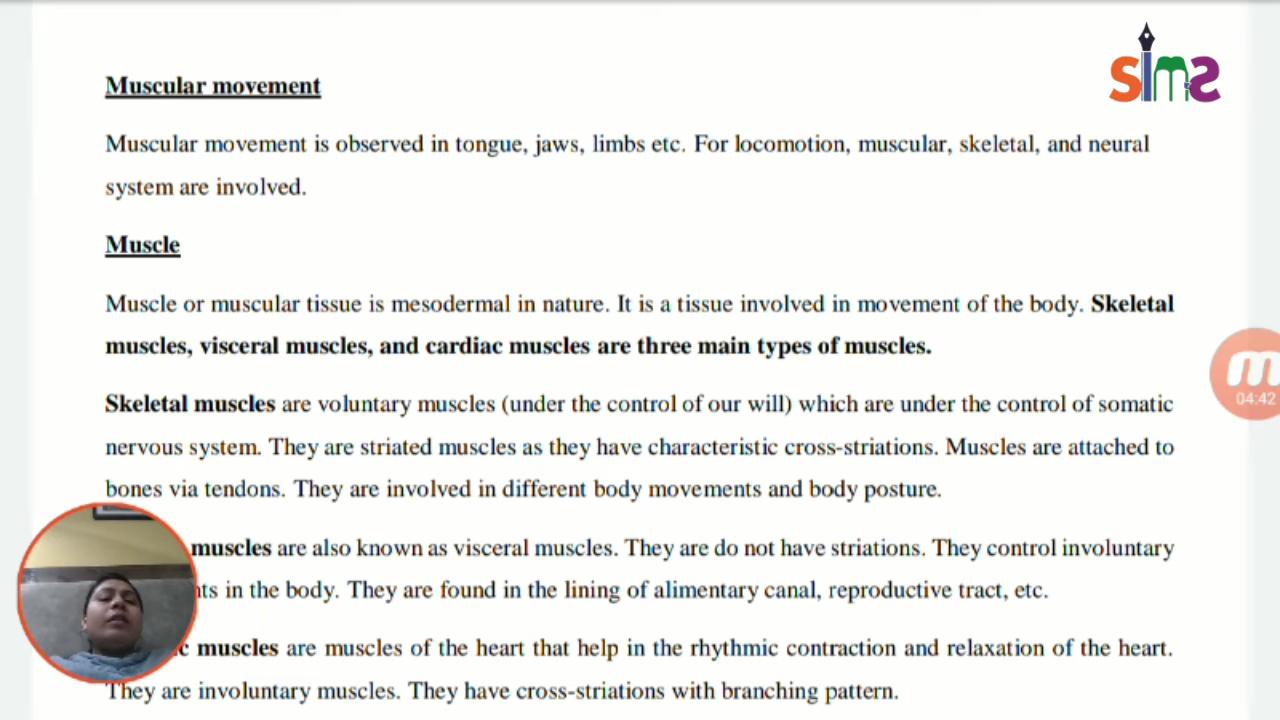 sims
Muscular movement
Muscular movement is observed in tongue, jaws, limbs etc. For locomotion, muscular, skeletal, and neural
system are involved.
Muscle
Muscle or muscular tissue is mesodermal in nature. It is a tissue involved in movement of the body. Skeletal
muscles, visceral muscles, and cardiac muscles are three main types of muscles.
Skeletal muscles are voluntary muscles (under the control of our will) which are under the control of somatic
nervous system. They are striated muscles as they have characteristic cross-striations. Muscles are attached to
bones via tendons. They are involved in different body movements and body posture.
muscles are also known as visceral muscles. They are do not have striations. They control involuntary
in the body. They are found in the lining of alimentary canal, reproductive tract, etc.
muscles are muscles of the heart that help in the rhythmic contraction and relaxation of the heart.
They are involuntary muscles. They have cross-striations with branching pattern.
04:42